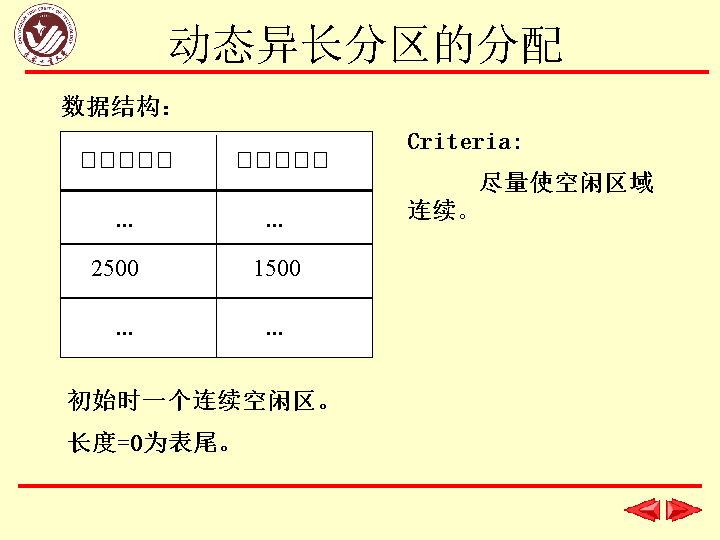 动态异长分区的分配
数据结构：
□□□□□ □□□□□
... ...
2500 1500
... ...
Criteria:
尽量使空闲区域
连续。
初始时一个连续空闲区。
长度=0为表尾。